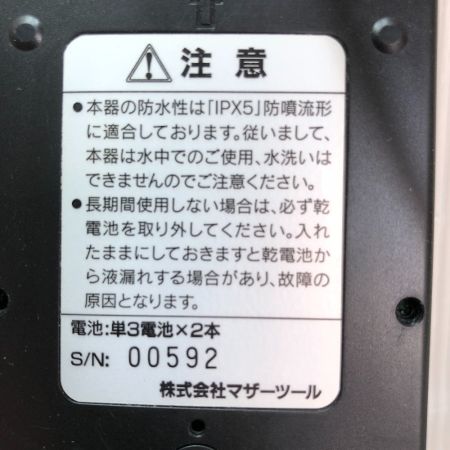 注意
●本器の防水性は「IPX5」防噴流形
に適合しております。従いまして、
本器は水中でのご使用、水洗いは
できませんのでご注意ください。
●長期間使用しない場合は、必ず乾
電池を取り外してください。入れ
たままにしておきますと乾電池か
ら液漏れする場合があり、故障の
原因となります。
電池:単3電池×2本
S/N: 00592
株式会社マザーツール